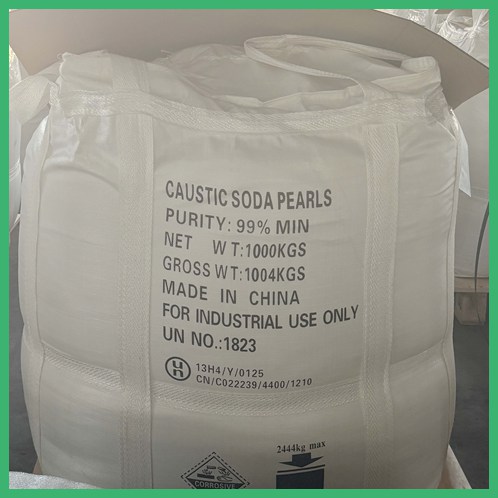 CAUSTIC SODA PEARLS
PURITY: 99% MIN
NET WT:1000KGS
GROSS WT:1004KGS
MADE IN CHINA
FOR INDUSTRIAL USE ONLY
UN NO.:1823
un 13H4/Y/0125
CN/C022239/4400/1210
2444kg max
CORROSIVE